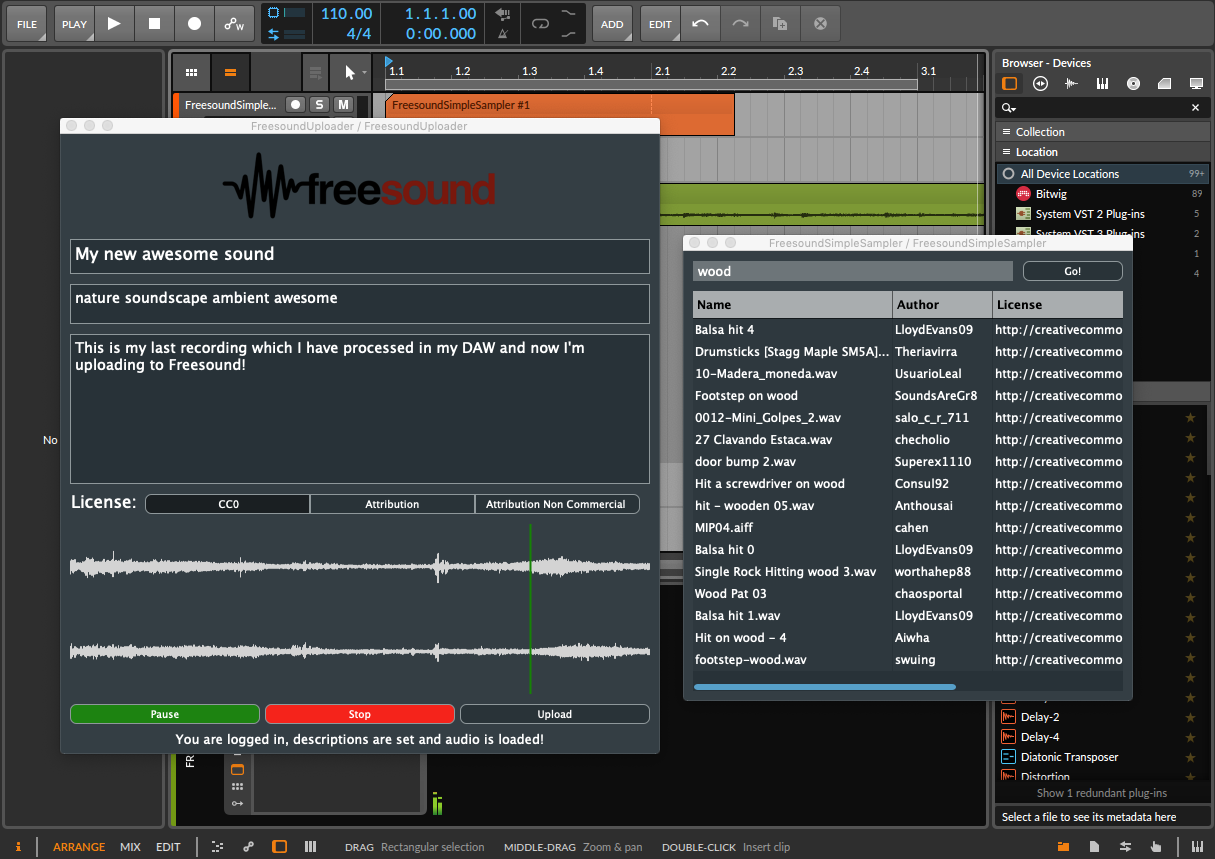 FILE
PLAY
W
110.00
4/4
1.1.1.00
0:00.000
ADD
EDIT
1.1
1.2
1.3
1.4
2.1
2.2
2.3
2.4
3.1
FreesoundSimple...
S
M
FreesoundSimpleSampler #1
Browser - Devices
Collection
Location
All Device Locations 99+
Bitwig 89
System VST 2 Plug-ins 5
System VST 3 Plug-ins 2
1
4
FreesoundUploader / FreesoundUploader
freesound
My new awesome sound
nature soundscape ambient awesome
This is my last recording which I have processed in my DAW and now I'm
uploading to Freesound!
No
License:
CC0
Attribution
Attribution Non Commercial
Pause
Stop
Upload
You are logged in, descriptions are set and audio is loaded!
FreesoundSimpleSampler / FreesoundSimpleSampler
wood
Go!
Name Author License
Balsa hit 4 LloydEvans09 http://creativecommo
Drumsticks [Stagg Maple SM5A]... Theriavirra http://creativecommo
10-Madera_moneda.wav UsuarioLeal http://creativecommo
Footstep on wood SoundsAreGr8 http://creativecommo
0012-Mini_Golpes_2.wav salo_c_r_711 http://creativecommo
27 Clavando Estaca.wav checholio http://creativecommo
door bump 2.wav Superex1110 http://creativecommo
Hit a screwdriver on wood Consul92 http://creativecommo
hit - wooden 05.wav Anthousai http://creativecommo
MIP04.aiff cahen http://creativecommo
Balsa hit 0 LloydEvans09 http://creativecommo
Single Rock Hitting wood 3.wav worthahep88 http://creativecommo
Wood Pat 03 chaosportal http://creativecommo
Balsa hit 1.wav LloydEvans09 http://creativecommo
Hit on wood - 4 Aiwha http://creativecommo
footstep-wood.wav swuing http://creativecommo
Delay-2
Delay-4
Diatonic Transposer
Distortion
Show 1 redundant plug-ins
Select a file to see its metadata here
FR
i
ARRANGE
MIX
EDIT
DRAG Rectangular selection
MIDDLE-DRAG Zoom & pan
DOUBLE-CLICK Insert clip